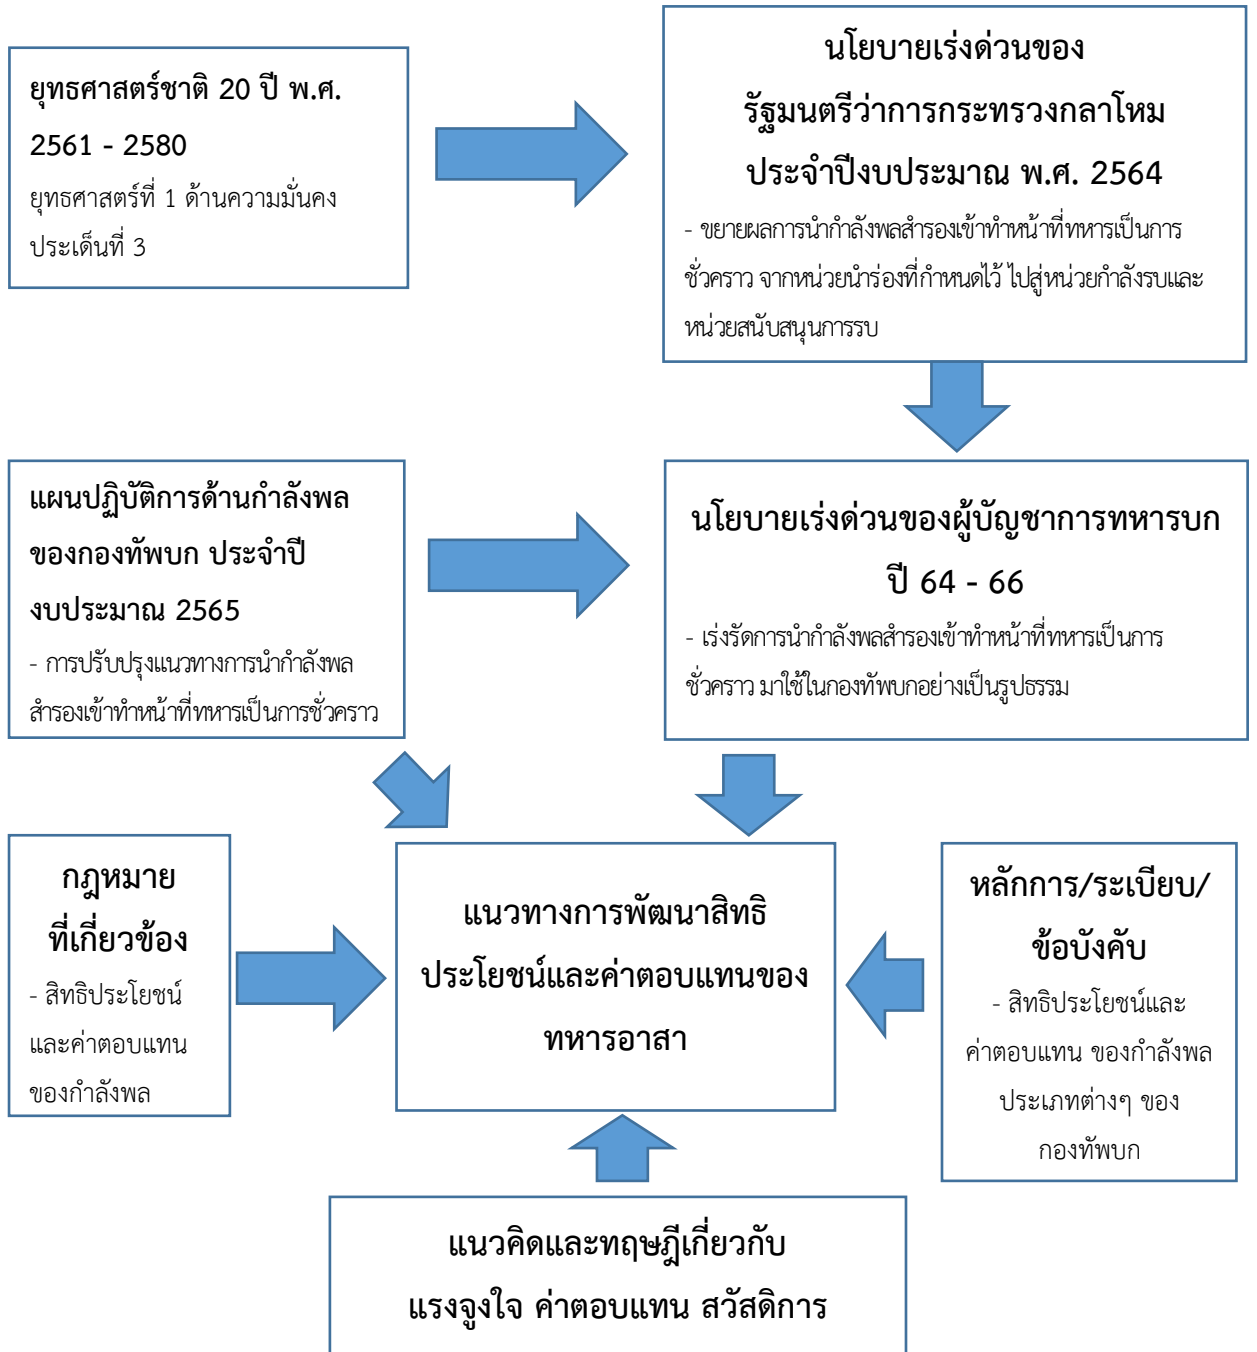 ยุทธศาสตร์ชาติ 20 ปี พ.ศ.
2561 - 2580
ยุทธศาสตร์ที่ 1 ด้านความมั่นคง
ประเด็นที่ 3
นโยบายเร่งด่วนของ
รัฐมนตรีว่าการกระทรวงกลาโหม
ประจำปีงบประมาณ พ.ศ. 2564
- ขยายผลการนำกำลังพลสำรองเข้าทำหน้าที่ทหารเป็นการ
ชั่วคราว จากหน่วยนำร่องที่กำหนดไว้ ไปสู่หน่วยกำลังรบและ
หน่วยสนับสนุนการรบ
แผนปฏิบัติการด้านกำลังพล
ของกองทัพบก ประจำปี
งบประมาณ 2565
- การปรับปรุงแนวทางการนำกำลังพล
สำรองเข้าทำหน้าที่ทหารเป็นการชั่วคราว
นโยบายเร่งด่วนของผู้บัญชาการทหารบก
ปี 64 - 66
- เร่งรัดการนำกำลังพลสำรองเข้าทำหน้าที่ทหารเป็นการ
ชั่วคราว มาใช้ในกองทัพบกอย่างเป็นรูปธรรม
กฎหมาย
ที่เกี่ยวข้อง
- สิทธิประโยชน์
และค่าตอบแทน
ของกำลังพล
แนวทางการพัฒนาสิทธิ
ประโยชน์และค่าตอบแทนของ
ทหารอาสา
หลักการ/ระเบียบ/
ข้อบังคับ
- สิทธิประโยชน์และ
ค่าตอบแทน ของกำลังพล
ประเภทต่างๆ ของ
กองทัพบก
แนวคิดและทฤษฎีเกี่ยวกับ
แรงจูงใจ ค่าตอบแทน สวัสดิการ